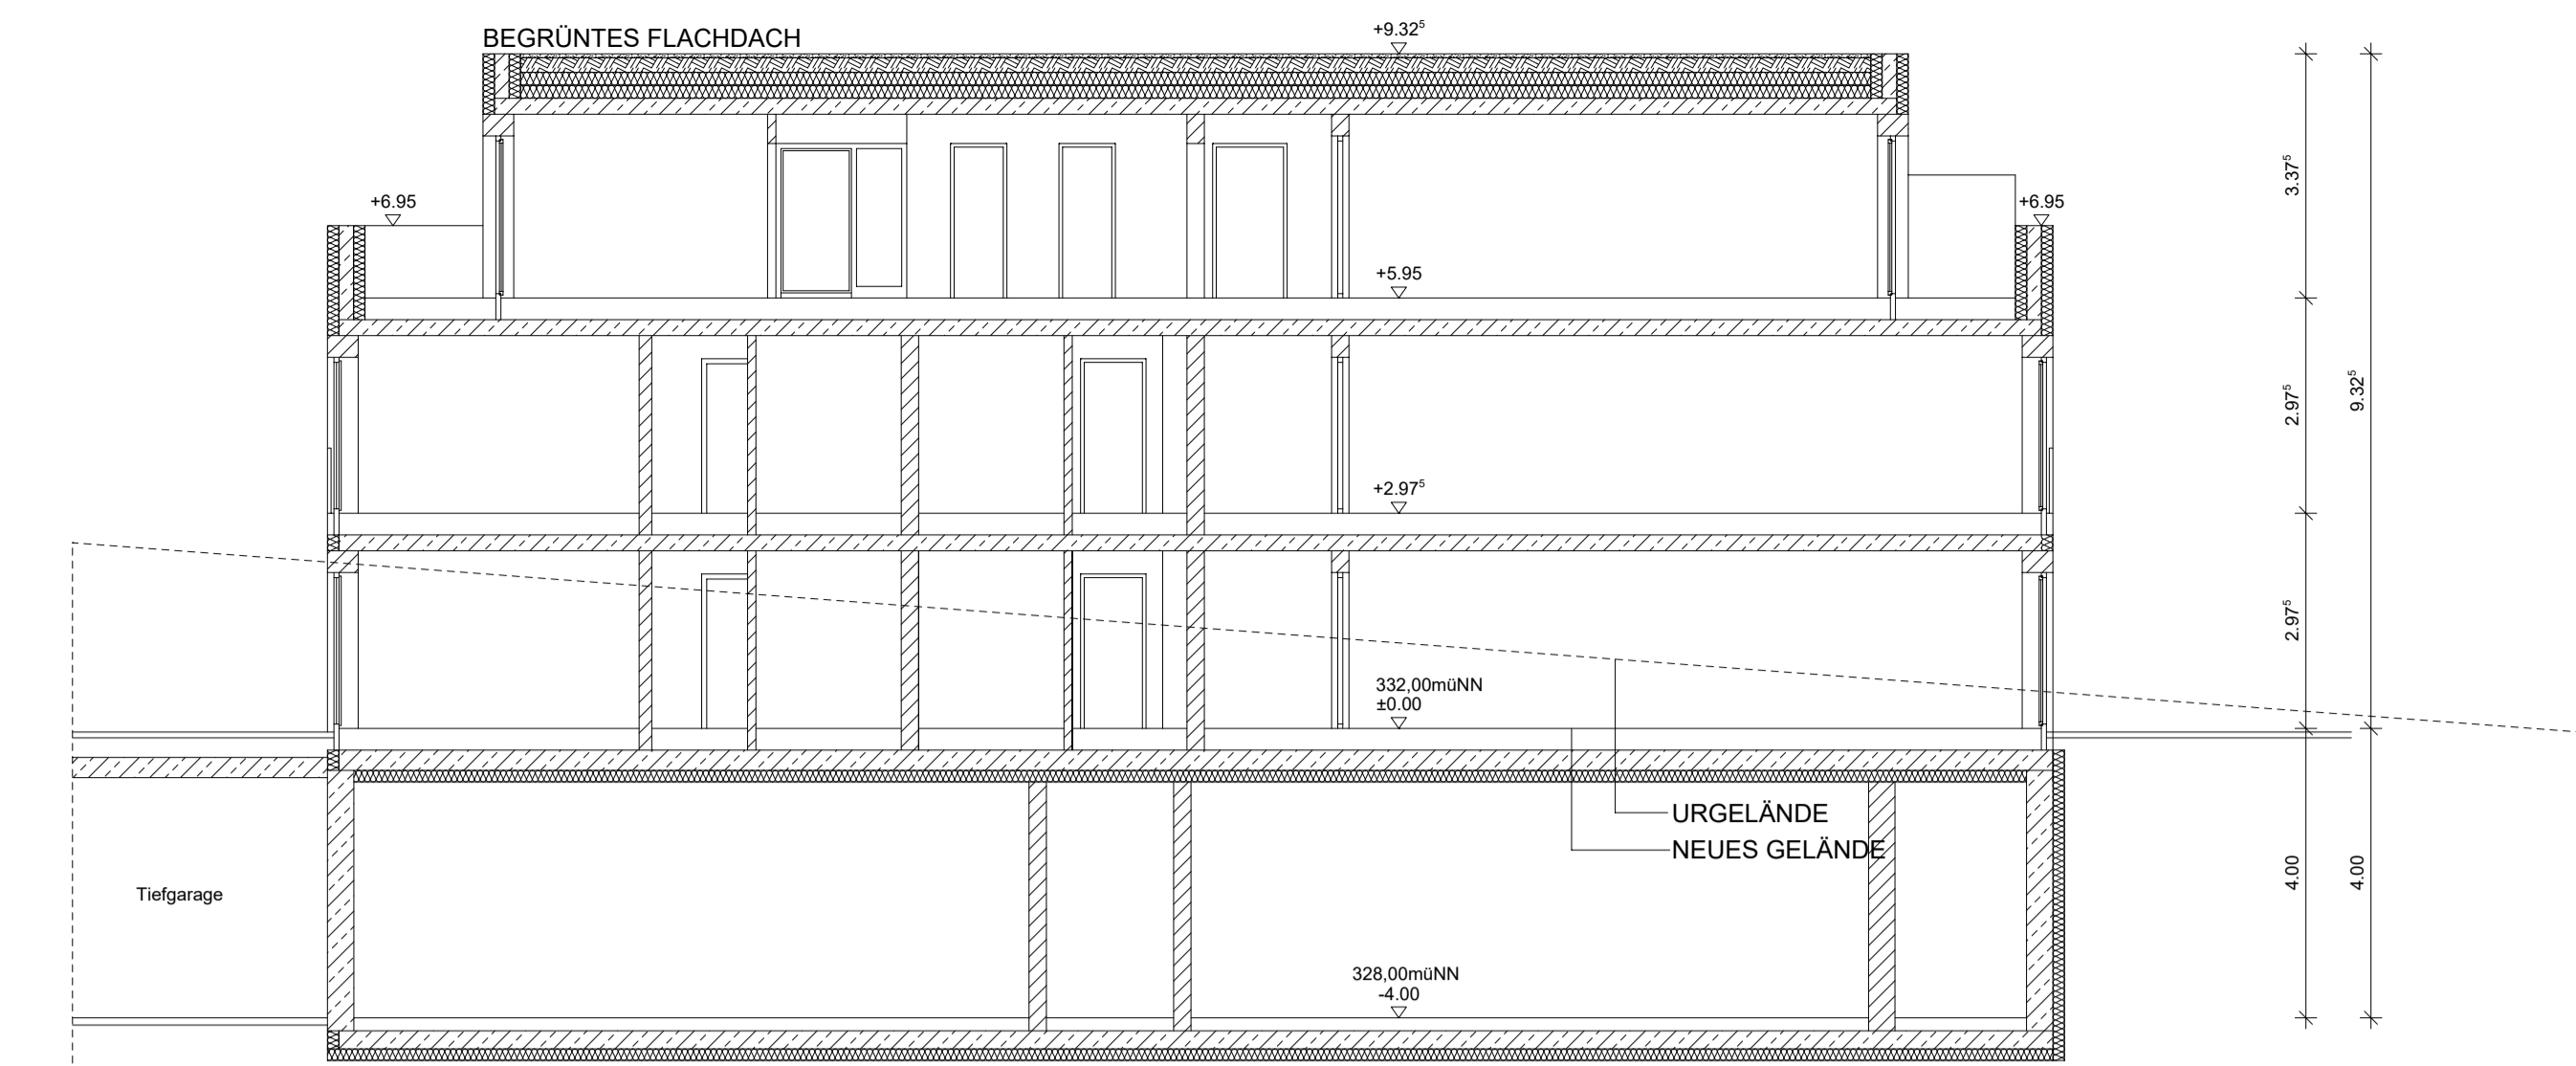 BEGRÜNTES FLACHDACH
+9.32⁵
+6.95
+6.95
+5.95
+2.97⁵
332,00müNN
±0.00
URGELÄNDE
NEUES GELÄNDE
Tiefgarage
328,00müNN
-4.00
3.37⁵
2.97⁵
9.32⁵
2.97⁵
4.00
4.00